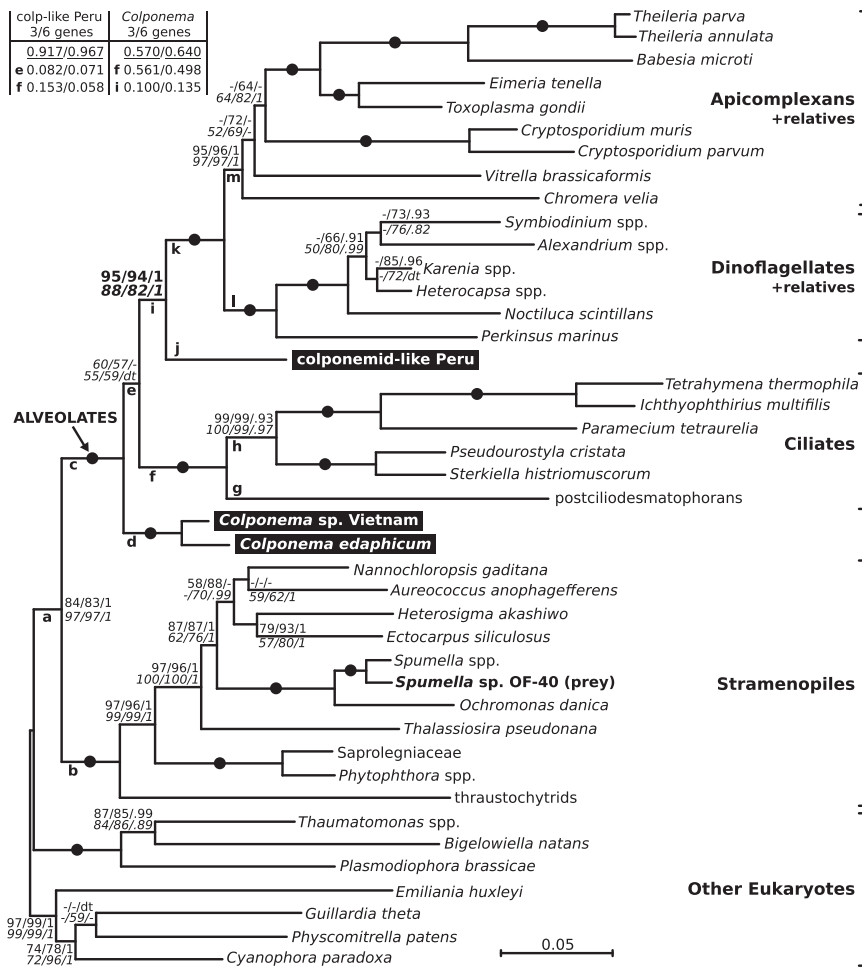 colp-like Peru Colponema
3/6 genes 3/6 genes
0.917/0.967 0.570/0.640
e 0.082/0.071 f 0.561/0.498
f 0.153/0.058 i 0.100/0.135
Theileria parva
Theileria annulata
Babesia microti
-/64/-
64/82/1
Eimeria tenella
Toxoplasma gondii
Apicomplexans
+relatives
-/72/-
52/69/-
Cryptosporidium muris
Cryptosporidium parvum
95/96/1
97/97/1
m
Vitrella brassicaformis
Chromera velia
-/73/.93
-/76/.82
Symbiodinium spp.
Alexandrium spp.
k
-/66/.91
50/80/.99
-/85/.96
-/72/dt
Karenia spp.
Heterocapsa spp.
Dinoflagellates
+relatives
95/94/1
88/82/1
i
l
Noctiluca scintillans
Perkinsus marinus
j
colponemid-like Peru
60/57/-
55/59/dt
e
Tetrahymena thermophila
Ichthyophthirius multifilis
Paramecium tetraurelia
ALVEOLATES
99/99/.93
100/99/.97
h
Ciliates
Pseudourostyla cristata
Sterkiella histriomuscorum
c
f
g
postciliodesmatophorans
Colponema sp. Vietnam
d
Colponema edaphicum
Nannochloropsis gaditana
58/88/-
-/70/.99
-/-/-
59/62/1
Aureococcus anophagefferens
a
84/83/1
97/97/1
Heterosigma akashiwo
87/87/1
62/76/1
79/93/1
57/80/1
Ectocarpus siliculosus
97/96/1
100/100/1
Spumella spp.
Spumella sp. OF-40 (prey)
Stramenopiles
97/96/1
99/99/1
Ochromonas danica
Thalassiosira pseudonana
Saprolegniaceae
b
Phytophthora spp.
thraustochytrids
87/85/.99
84/86/.89
Thaumatomonas spp.
Bigelowiella natans
Plasmodiophora brassicae
Emiliania huxleyi
Other Eukaryotes
-/-/dt
-/59/-
Guillardia theta
97/99/1
99/99/1
Physcomitrella patens
74/78/1
72/96/1
Cyanophora paradoxa
0.05